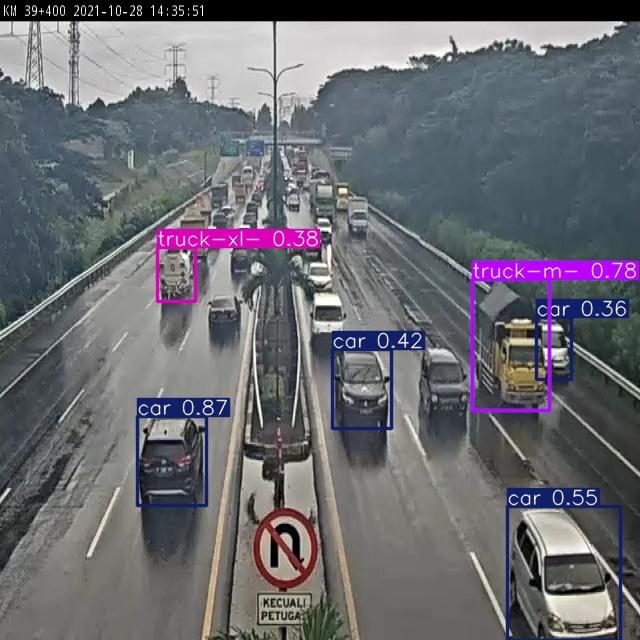 KM 39+400 2021-10-28 14:35:51
truck-xl- 0.38
truck-m- 0.78
car 0.36
car 0.42
car 0.87
car 0.55
KECUALI
PETUGAS